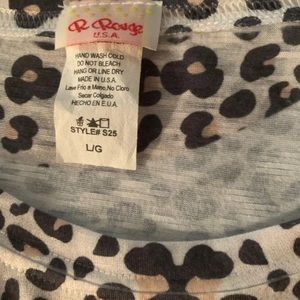 R Rouge
U.S.A.
HAND WASH COLD
DO NOT BLEACH
HANG OR LINE DRY
MADE IN U.S.A.
Lave Frio a Mano, No Cloro
Secar Colgado
HECHO EN E.U.A.
STYLE# S25
L/G